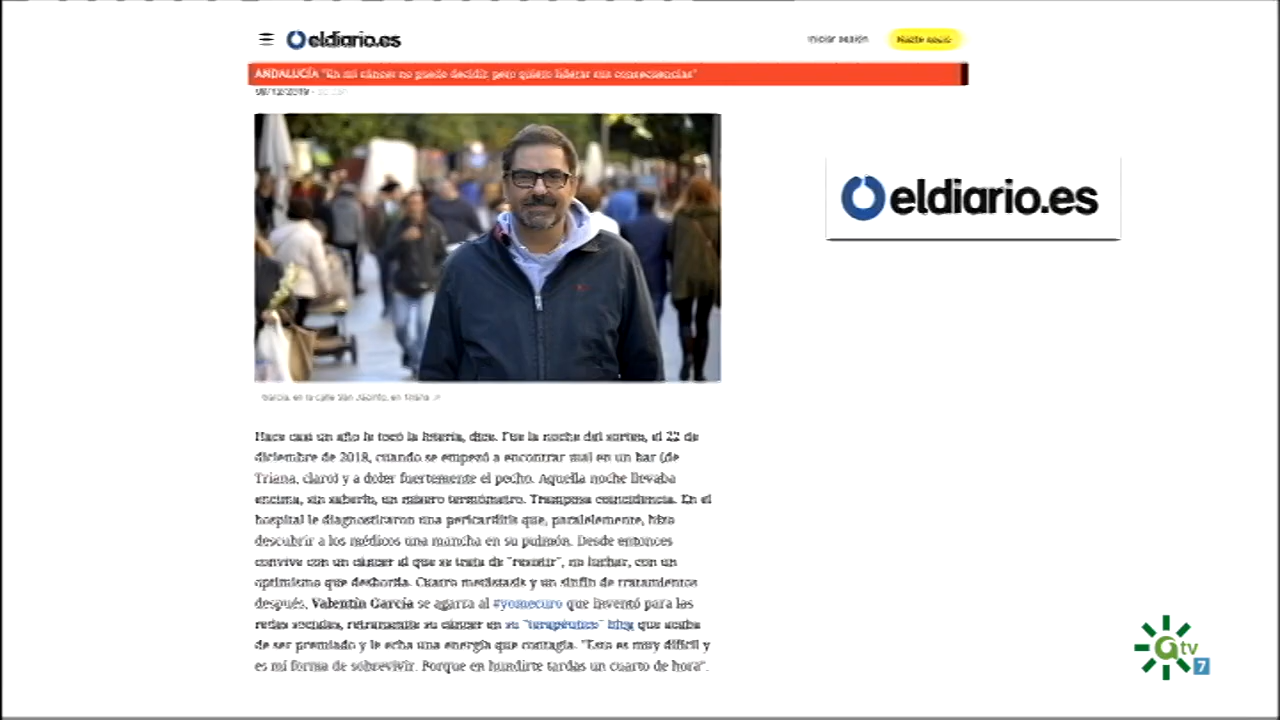 eldiario.es
Iniciar sesión
Hazte socio
ANDALUCÍA "En mi cáncer no puedo decidir, pero quiero liderar sus consecuencias"
eldiario.es
García, en la calle San Jacinto, en Triana
Hace casi un año le tocó la lotería, dice. Fue la noche del sorteo, el 22 de
diciembre de 2018, cuando se empezó a encontrar mal en un bar (de
Triana, claro) y a doler fuertemente el pecho. Aquella noche llevaba
encima, sin saberlo, un mísero termómetro. Tramposa coincidencia. En el
hospital le diagnosticaron una pericarditis que, paralelamente, hizo
descubrir a los médicos una mancha en su pulmón. Desde entonces
convive con un cáncer al que se trata de "resistir", no luchar, con un
optimismo que desborda. Cuatro metástasis y un sinfín de tratamientos
después, Valentín García se agarra al #yomecuro que inventó para las
redes sociales, retransmite su cáncer en su "terapéutico" blog que acaba
de ser premiado y le echa una energía que contagia. "Esto es muy difícil y
es mi forma de sobrevivir. Porque en hundirte tardas un cuarto de hora".
tv
7